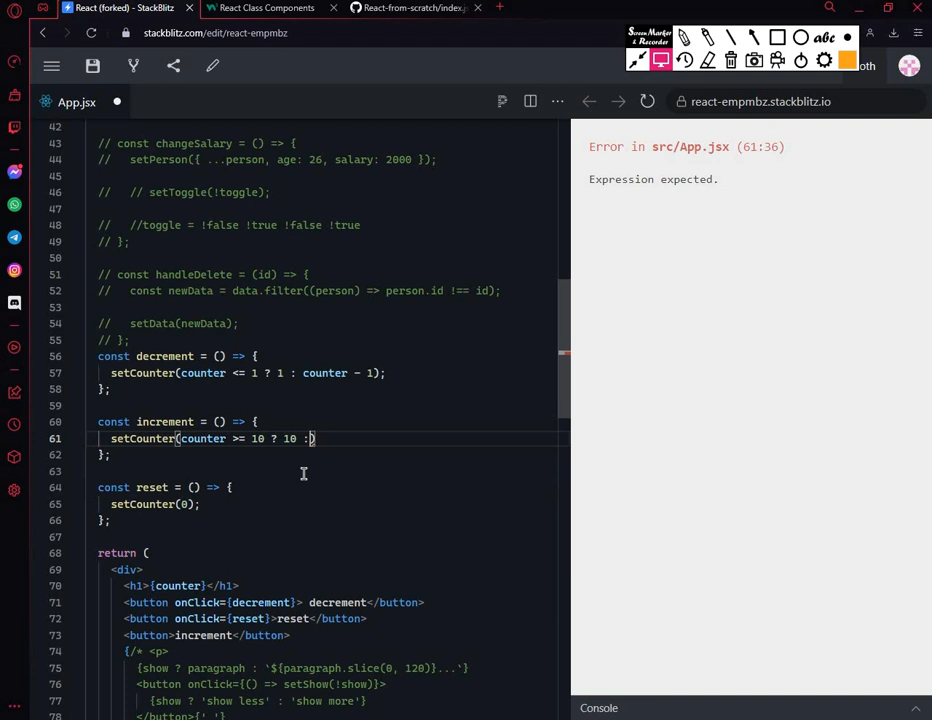 React (forked) - StackBlitz
React Class Components
React-from-scratch/index.js
stackblitz.com/edit/react-empmbz
SCREEN MARKER & RECORDER
abc
oth
App.jsx
react-empmbz.stackblitz.io
42
43 // const changeSalary = () => {
44 //   setPerson({ ...person, age: 26, salary: 2000 });
45
46 //   // setToggle(!toggle);
47
48 //   //toggle = !false !true !false !true
49 // };
50
51 // const handleDelete = (id) => {
52 //   const newData = data.filter((person) => person.id !== id);
53
54 //   setData(newData);
55 // };
56 const decrement = () => {
57   setCounter(counter <= 1 ? 1 : counter - 1);
58 };
59
60 const increment = () => {
61   setCounter(counter >= 10 ? 10 :)
62 };
63
64 const reset = () => {
65   setCounter(0);
66 };
67
68 return (
69   <div>
70     <h1>{counter}</h1>
71     <button onClick={decrement}> decrement</button>
72     <button onClick={reset}>reset</button>
73     <button>increment</button>
74     {/* <p>
75       {show ? paragraph : `${paragraph.slice(0, 120)}...`}
76       <button onClick={() => setShow(!show)}>
77         {show ? 'show less' : 'show more'}
78       </button>{' '}
Error in src/App.jsx (61:36)
Expression expected.
Console